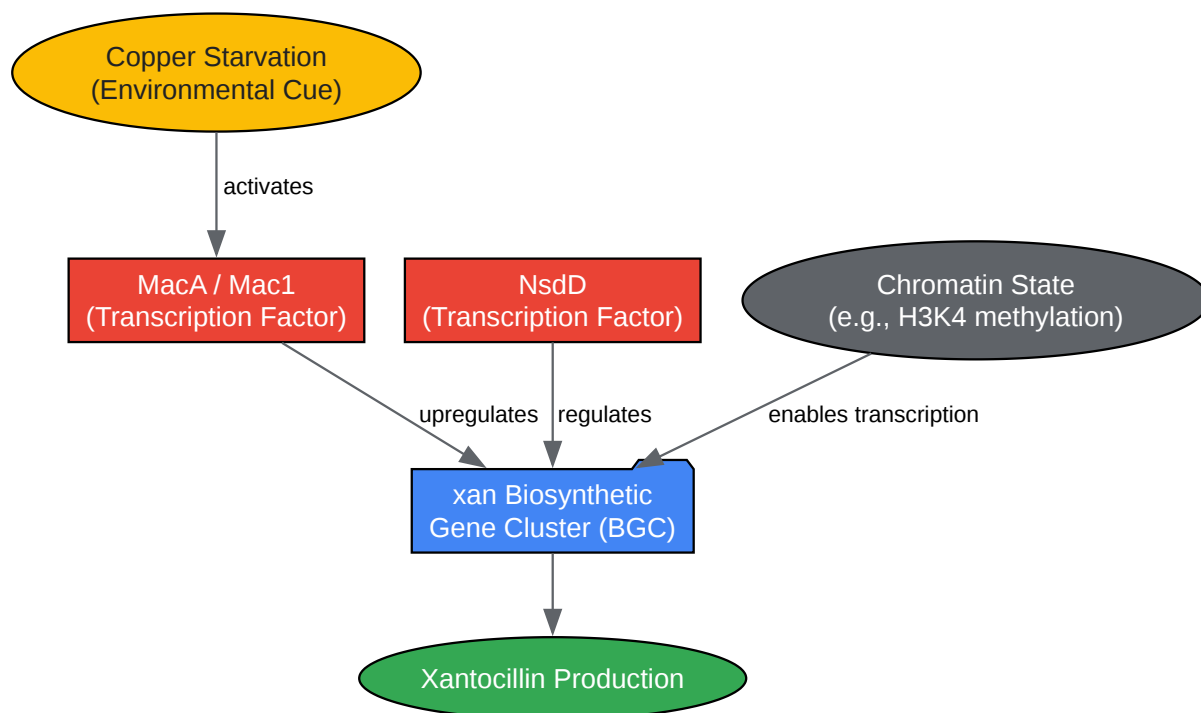 Copper Starvation
(Environmental Cue)
activates
MacA / Mac1
(Transcription Factor)
NsdD
(Transcription Factor)
Chromatin State
(e.g., H3K4 methylation)
upregulates
regulates
enables transcription
xan Biosynthetic
Gene Cluster (BGC)
Xantocillin Production